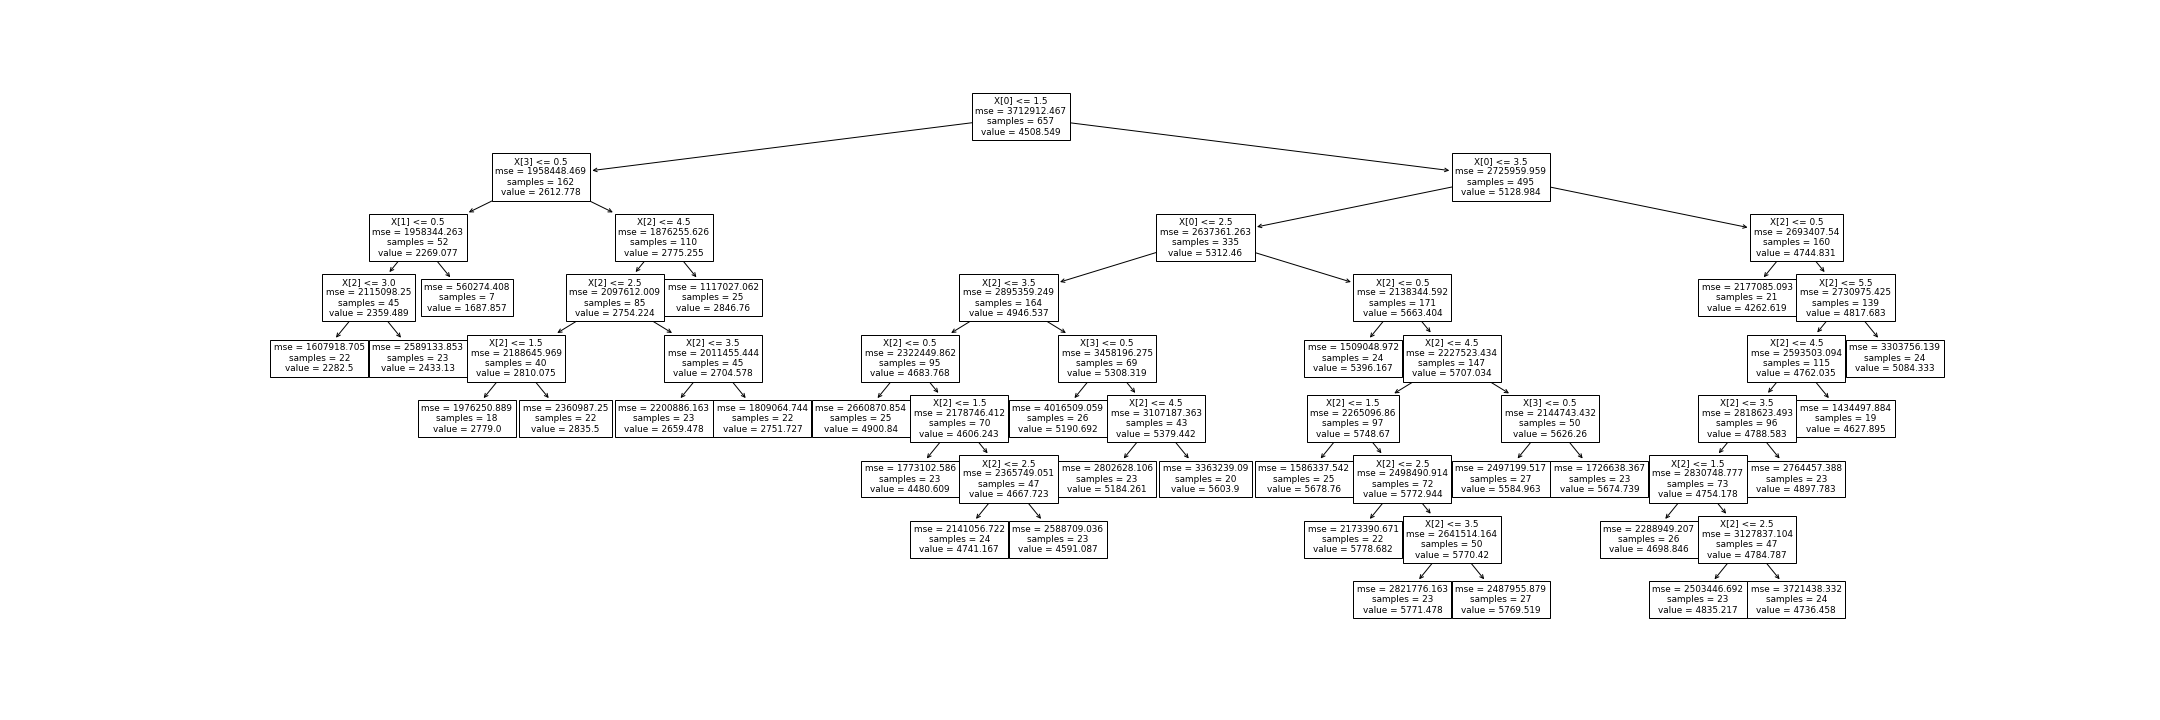 X[0] <= 1.5
mse = 3712912.467
samples = 657
value = 4508.549
X[3] <= 0.5
mse = 1958448.469
samples = 162
value = 2612.778
X[0] <= 3.5
mse = 2725959.959
samples = 495
value = 5128.984
X[1] <= 0.5
mse = 1958344.263
samples = 52
value = 2269.077
X[2] <= 4.5
mse = 1876255.626
samples = 110
value = 2775.255
X[0] <= 2.5
mse = 2637361.263
samples = 335
value = 5312.46
X[2] <= 0.5
mse = 2693407.54
samples = 160
value = 4744.831
X[2] <= 3.0
mse = 2115098.25
samples = 45
value = 2359.489
mse = 560274.408
samples = 7
value = 1687.857
X[2] <= 2.5
mse = 2097612.009
samples = 85
value = 2754.224
mse = 1117027.062
samples = 25
value = 2846.76
X[2] <= 3.5
mse = 2895359.249
samples = 164
value = 4946.537
X[2] <= 0.5
mse = 2138344.592
samples = 171
value = 5663.404
mse = 2177085.093
samples = 21
value = 4262.619
X[2] <= 5.5
mse = 2730975.425
samples = 139
value = 4817.683
mse = 1607918.705
samples = 22
value = 2282.5
mse = 2589133.853
samples = 23
value = 2433.13
X[2] <= 1.5
mse = 2188645.969
samples = 40
value = 2810.075
X[2] <= 3.5
mse = 2011455.444
samples = 45
value = 2704.578
X[2] <= 0.5
mse = 2322449.862
samples = 95
value = 4683.768
X[3] <= 0.5
mse = 3458196.275
samples = 69
value = 5308.319
mse = 1509048.972
samples = 24
value = 5396.167
X[2] <= 4.5
mse = 2227523.434
samples = 147
value = 5707.034
X[2] <= 4.5
mse = 2593503.094
samples = 115
value = 4762.035
mse = 3303756.139
samples = 24
value = 5084.333
mse = 1976250.889
samples = 18
value = 2779.0
mse = 2360987.25
samples = 22
value = 2835.5
mse = 2200886.163
samples = 23
value = 2659.478
mse = 1809064.744
samples = 22
value = 2751.727
mse = 2660870.854
samples = 25
value = 4900.84
X[2] <= 1.5
mse = 2178746.412
samples = 70
value = 4606.243
mse = 4016509.059
samples = 26
value = 5190.692
X[2] <= 4.5
mse = 3107187.363
samples = 43
value = 5379.442
X[2] <= 1.5
mse = 2265096.86
samples = 97
value = 5748.67
X[3] <= 0.5
mse = 2144743.432
samples = 50
value = 5626.26
X[2] <= 3.5
mse = 2818623.493
samples = 96
value = 4788.583
mse = 1434497.884
samples = 19
value = 4627.895
mse = 1773102.586
samples = 23
value = 4480.609
X[2] <= 2.5
mse = 2365749.051
samples = 47
value = 4667.723
mse = 2802628.106
samples = 23
value = 5184.261
mse = 3363239.09
samples = 20
value = 5603.9
mse = 1586337.542
samples = 25
value = 5678.76
X[2] <= 2.5
mse = 2498490.914
samples = 72
value = 5772.944
mse = 2497199.517
samples = 27
value = 5584.963
mse = 1726638.367
samples = 23
value = 5674.739
X[2] <= 1.5
mse = 2830748.777
samples = 73
value = 4754.178
mse = 2764457.388
samples = 23
value = 4897.783
mse = 2141056.722
samples = 24
value = 4741.167
mse = 2588709.036
samples = 23
value = 4591.087
mse = 2173390.671
samples = 22
value = 5778.682
X[2] <= 3.5
mse = 2641514.164
samples = 50
value = 5770.42
mse = 2288949.207
samples = 26
value = 4698.846
X[2] <= 2.5
mse = 3127837.104
samples = 47
value = 4784.787
mse = 2821776.163
samples = 23
value = 5771.478
mse = 2487955.879
samples = 27
value = 5769.519
mse = 2503446.692
samples = 23
value = 4835.217
mse = 3721438.332
samples = 24
value = 4736.458